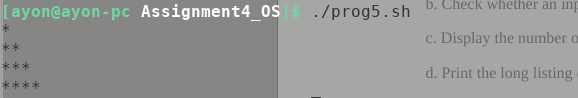 [ayon@ayon-pc Assignment4_OS]$ ./prog5.sh
*
**
***
****
b. Check whether an inp
c. Display the number o
d. Print the long listing